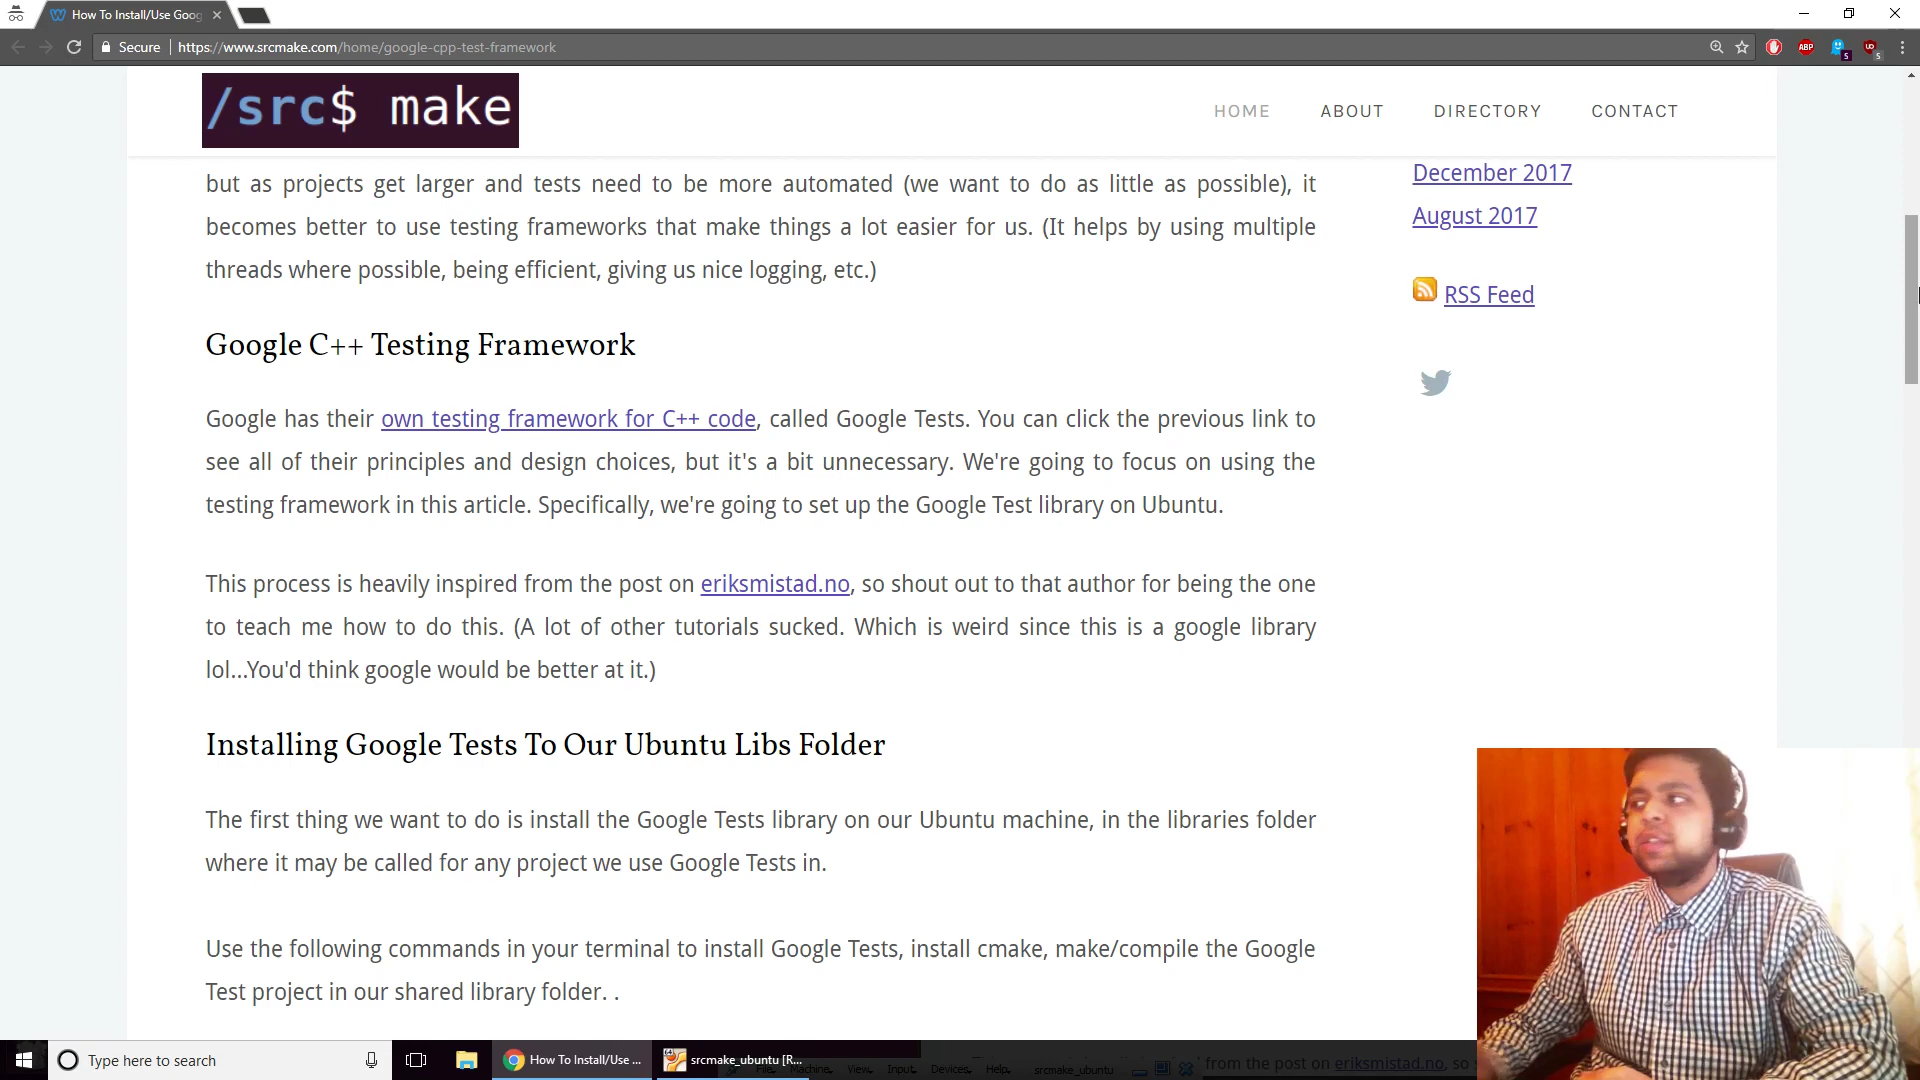 How To Install/Use Goog
Secure
https://www.srcmake.com/home/google-cpp-test-framework
ABP
5
UD
5
/src$ make
HOME
ABOUT
DIRECTORY
CONTACT
but as projects get larger and tests need to be more automated (we want to do as little as possible), it
becomes better to use testing frameworks that make things a lot easier for us. (It helps by using multiple
threads where possible, being efficient, giving us nice logging, etc.)
December 2017
August 2017
RSS Feed
Google C++ Testing Framework
Google has their own testing framework for C++ code, called Google Tests. You can click the previous link to
see all of their principles and design choices, but it's a bit unnecessary. We're going to focus on using the
testing framework in this article. Specifically, we're going to set up the Google Test library on Ubuntu.
This process is heavily inspired from the post on eriksmistad.no, so shout out to that author for being the one
to teach me how to do this. (A lot of other tutorials sucked. Which is weird since this is a google library
lol...You'd think google would be better at it.)
Installing Google Tests To Our Ubuntu Libs Folder
The first thing we want to do is install the Google Tests library on our Ubuntu machine, in the libraries folder
where it may be called for any project we use Google Tests in.
Use the following commands in your terminal to install Google Tests, install cmake, make/compile the Google
Test project in our shared library folder. .
Type here to search
How To Install/Use ...
srcmake_ubuntu [R...
File
Machine
View
Input
Devices
Help
srcmake_ubuntu
from the post on eriksmistad.no, so